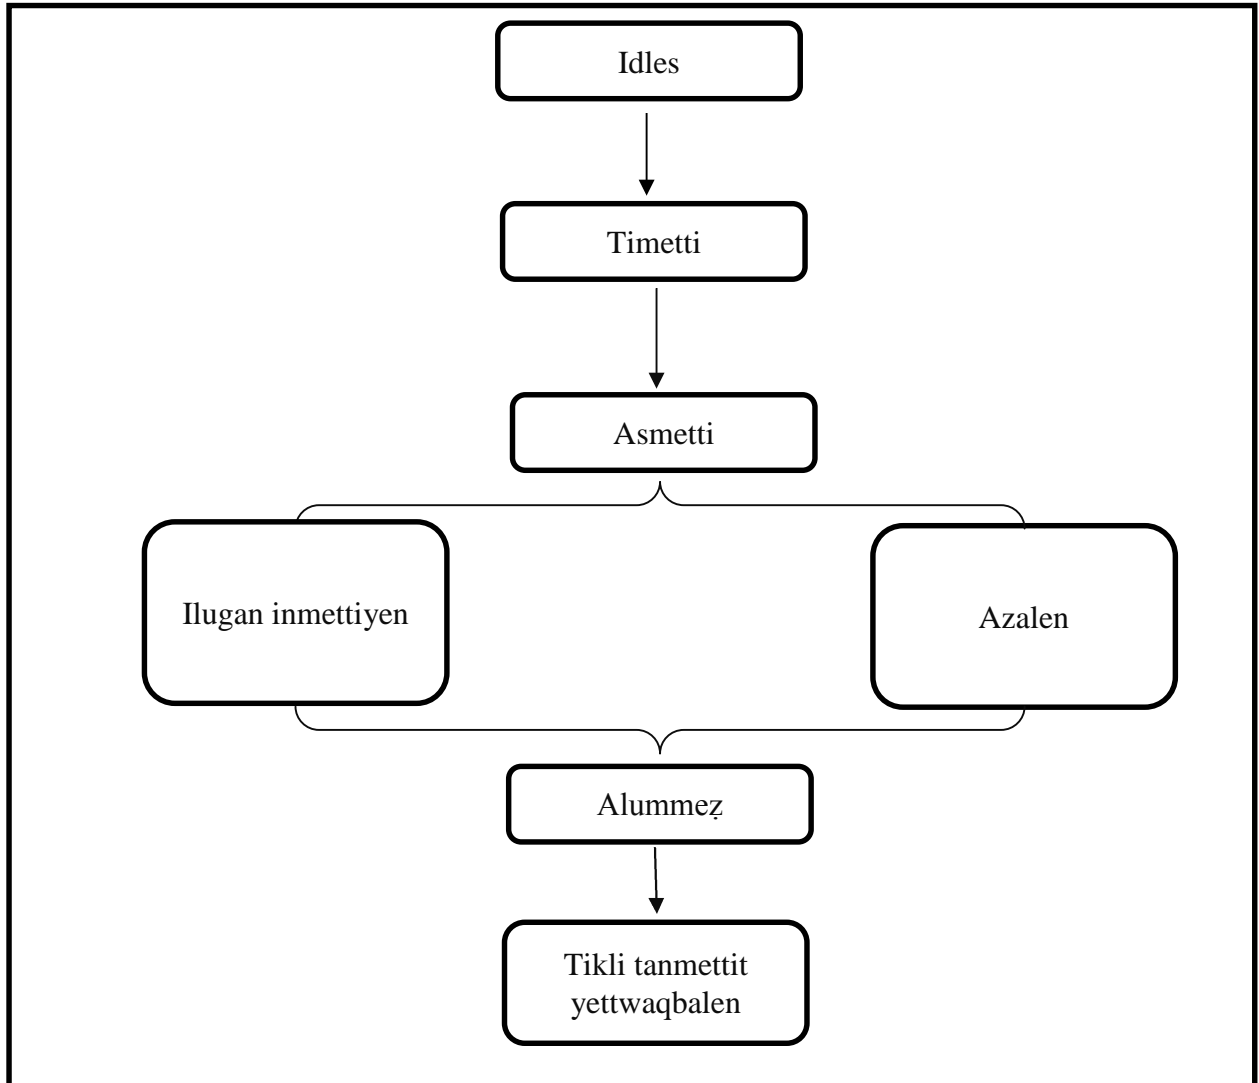 Idles
Timetti
Asmetti
Ilugan inmettiyen
Azalen
Alummeẓ
Tikli tanmettit
yettwaqbalen